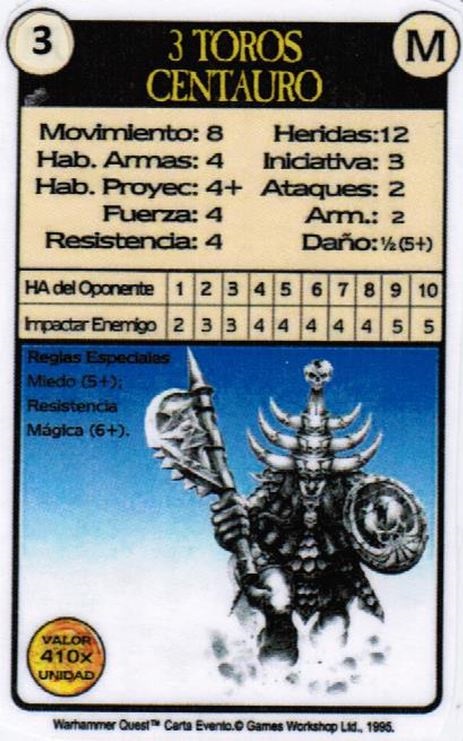 3
3 TOROS
CENTAURO
M
Movimiento: 8 Heridas:12
Hab. Armas: 4 Iniciativa: 3
Hab. Proyec: 4+ Ataques: 2
Fuerza: 4 Arm.: 2
Resistencia: 4 Daño: ½ (5+)
HA del Oponente 1 2 3 4 5 6 7 8 9 10
Impactar Enemigo 2 3 3 4 4 4 4 4 5 5
Reglas Especiales
Miedo (5+);
Resistencia
Mágica (6+).
VALOR
410x
UNIDAD
Warhammer Quest™ Carta Evento.© Games Workshop Ltd., 1995.